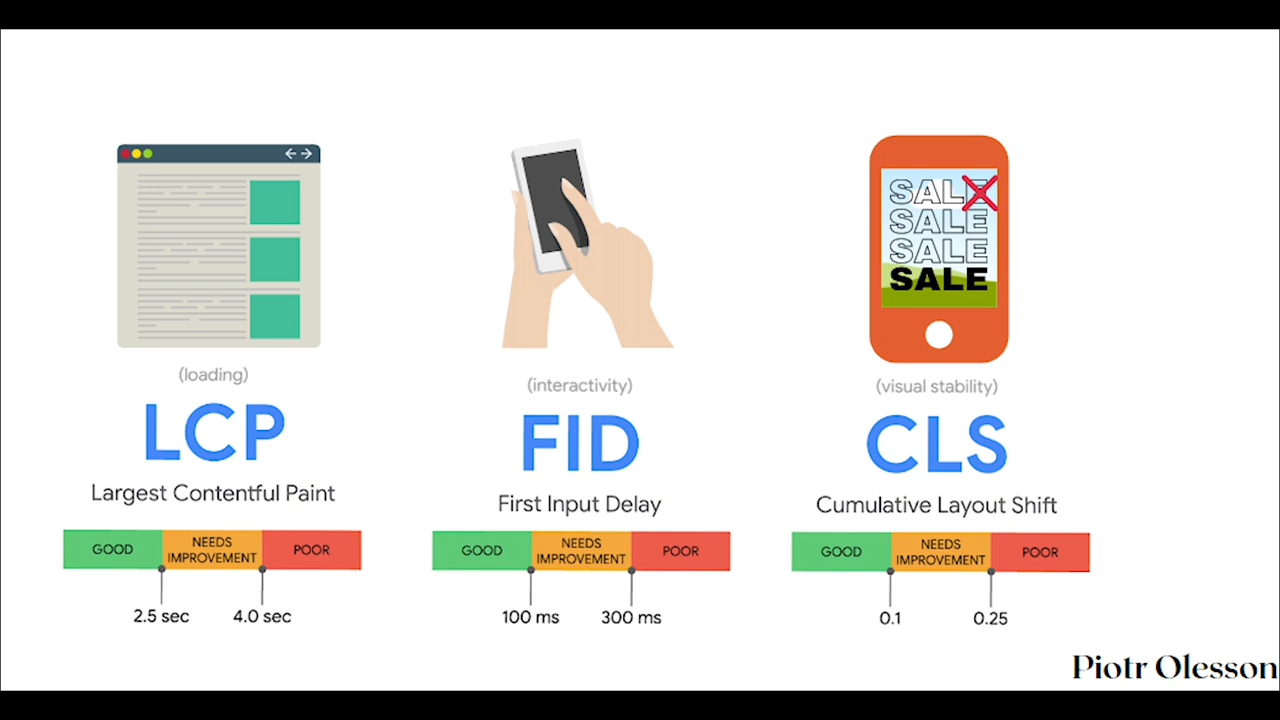 SALE
SALE
SALE
SALE
(loading)
LCP
Largest Contentful Paint
GOOD
NEEDS
IMPROVEMENT
POOR
2.5 sec
4.0 sec
(interactivity)
FID
First Input Delay
GOOD
NEEDS
IMPROVEMENT
POOR
100 ms
300 ms
(visual stability)
CLS
Cumulative Layout Shift
GOOD
NEEDS
IMPROVEMENT
POOR
0.1
0.25
Piotr Olesson